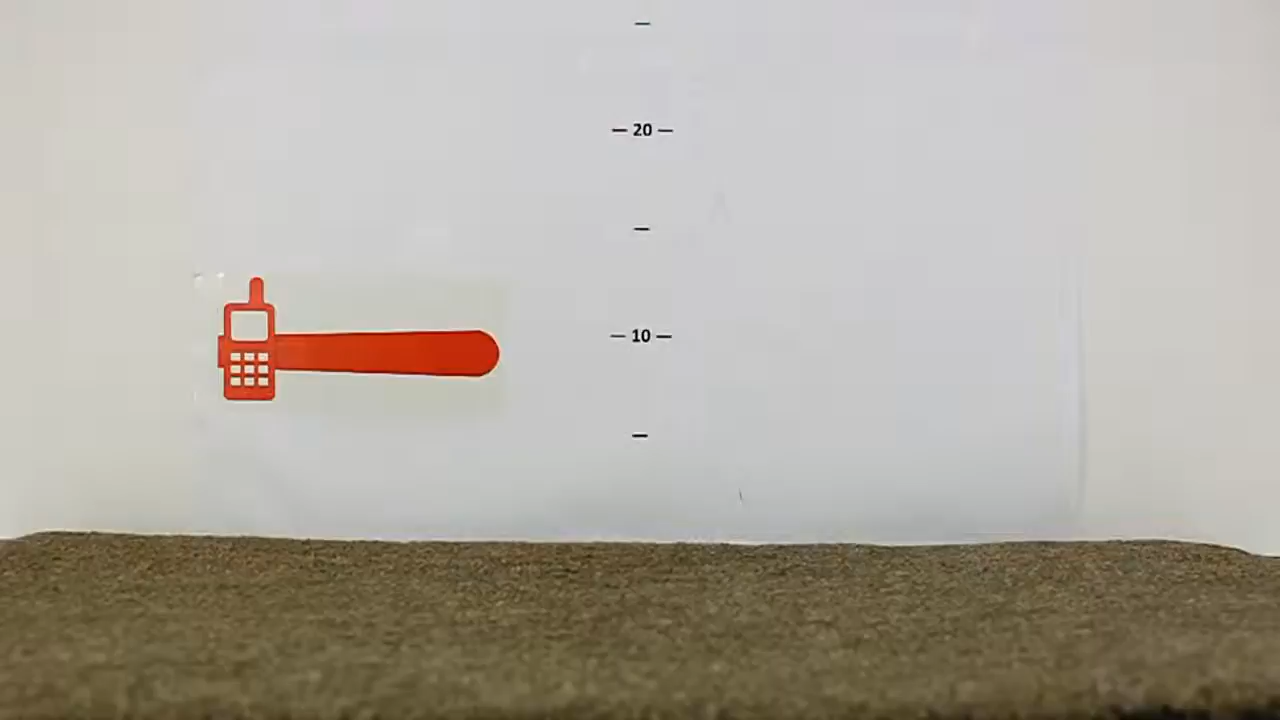 — 20 —
— 10 —